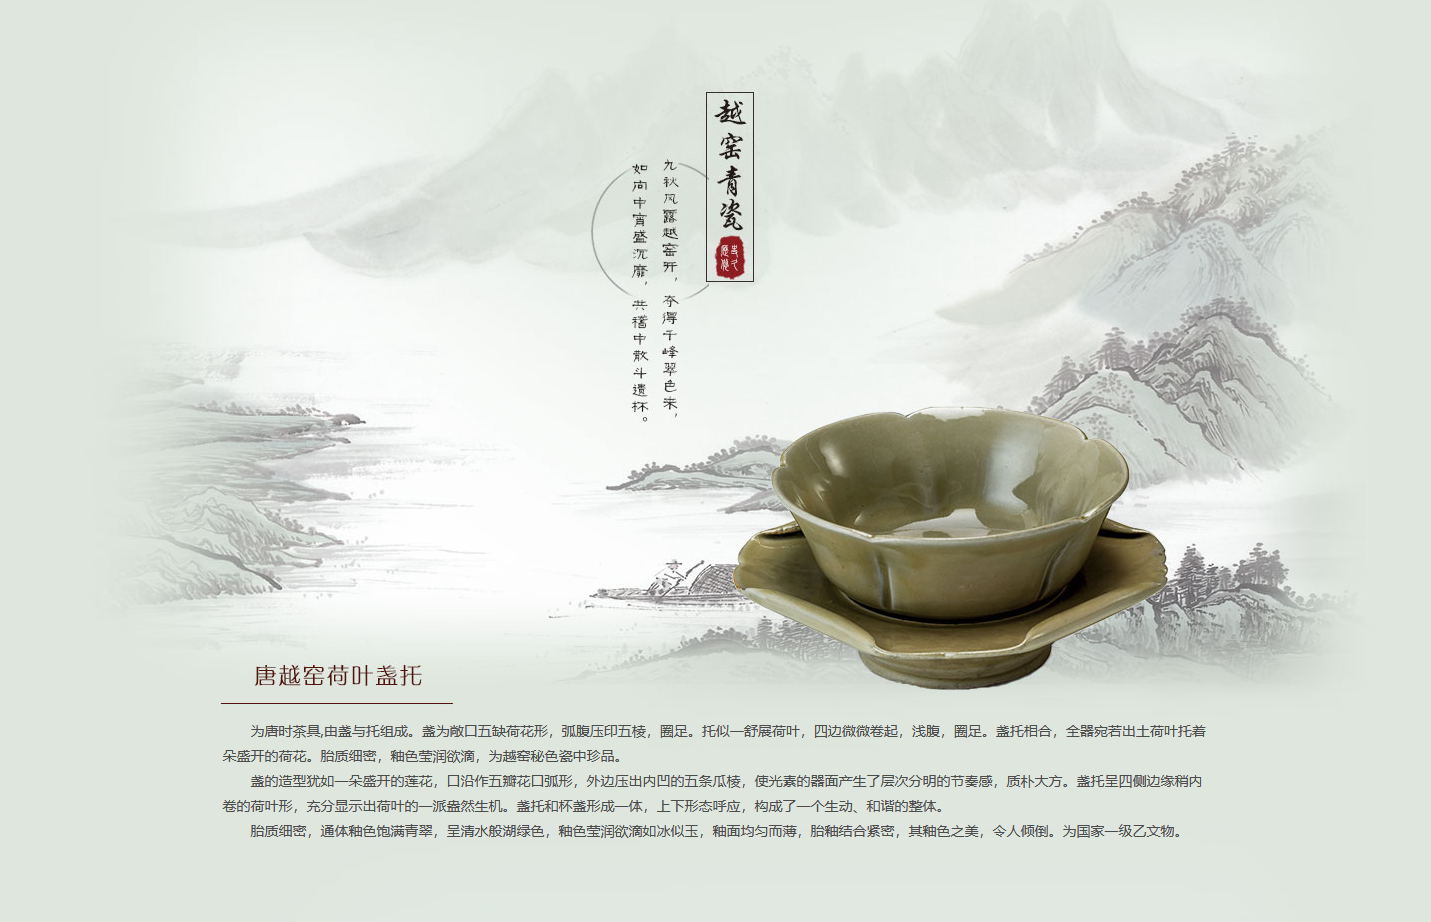 越窑青瓷
九秋风露越窑开，夺得千峰翠色来，
如向中宵盛沉靡，共稽中散斗遗杯。
唐越窑荷叶盏托
为唐时茶具,由盏与托组成。盏为敞口五缺荷花形，弧腹压印五棱，圈足。托似一舒展荷叶，四边微微卷起，浅腹，圈足。盏托相合，全器宛若出土荷叶托着
朵盛开的荷花。胎质细密，釉色莹润欲滴，为越窑秘色瓷中珍品。
盏的造型犹如一朵盛开的莲花，口沿作五瓣花口弧形，外边压出内凹的五条瓜棱，使光素的器面产生了层次分明的节奏感，质朴大方。盏托呈四侧边缘稍内
卷的荷叶形，充分显示出荷叶的一派盎然生机。盏托和杯盏形成一体，上下形态呼应，构成了一个生动、和谐的整体。
胎质细密，通体釉色饱满青翠，呈清水般湖绿色，釉色莹润欲滴如冰似玉，釉面均匀而薄，胎釉结合紧密，其釉色之美，令人倾倒。为国家一级乙文物。